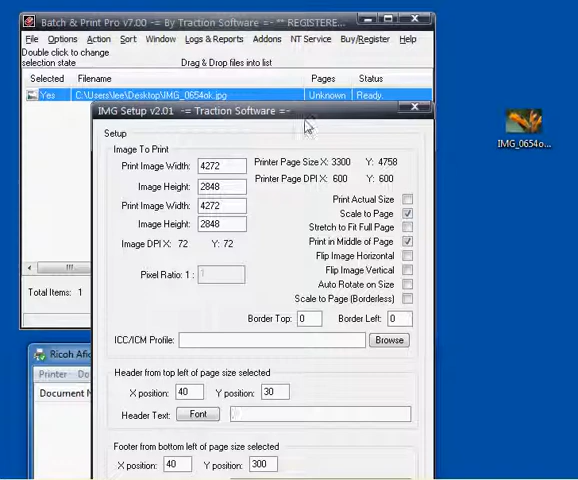 Batch & Print Pro v7.00 -= By Traction Software =- ** REGISTERE...
File Options Action Sort Window Logs & Reports Addons NT Service Buy/Register Help
Double click to change
selection state
Drag & Drop files into list
Selected Filename Pages Status
Yes C:\Users\lee\Desktop\IMG_0654ok.jpg Unknown Ready.
IMG Setup v2.01 -= Traction Software =-
IMG_0654o...
Setup
Image To Print
Print Image Width: 4272
Printer Page Size X: 3300 Y: 4758
Image Height: 2848
Printer Page DPI X: 600 Y: 600
Print Image Width: 4272
Image Height: 2848
Image DPI X: 72 Y: 72
Pixel Ratio: 1 : 1
Print Actual Size
Scale to Page
Stretch to Fit Full Page
Print in Middle of Page
Flip Image Horizontal
Flip Image Vertical
Auto Rotate on Size
Scale to Page (Borderless)
Total Items: 1
Border Top: 0 Border Left: 0
ICC/ICM Profile: Browse
Ricoh Afic
Printer Do
Document N
Header from top left of page size selected
X position: 40 Y position: 30
Header Text: Font
Footer from bottom left of page size selected
X position: 40 Y position: 300